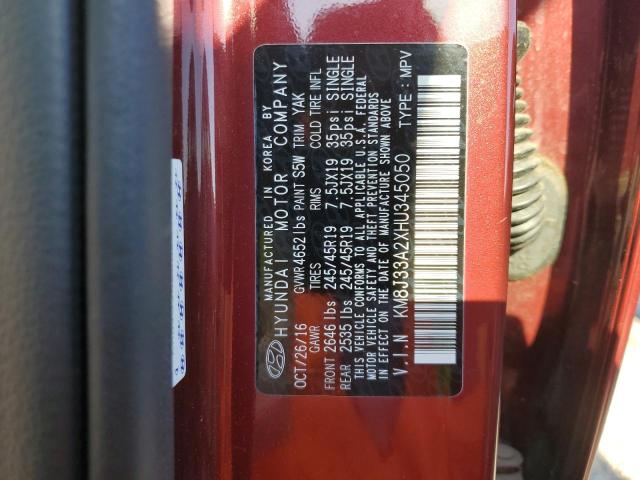 MANUFACTURED IN KOREA BY
HYUNDAI MOTOR COMPANY
OCT/26/16 GVWR 4652lbs PAINT S5W TRIM YAK
GAWR TIRES RIMS COLD TIRE INFL
FRONT 2646 lbs 245/45R19 7.5JX19 35psi SINGLE
REAR 2535 lbs 245/45R19 7.5JX19 35psi SINGLE
THIS VEHICLE CONFORMS TO ALL APPLICABLE U.S.A. FEDERAL
MOTOR VEHICLE SAFETY AND THEFT PREVENTION STANDARDS
IN EFFECT ON THE DATE OF MANUFACTURE SHOWN ABOVE
V.I.N KM8J33A2XHU345050 TYPE : MPV